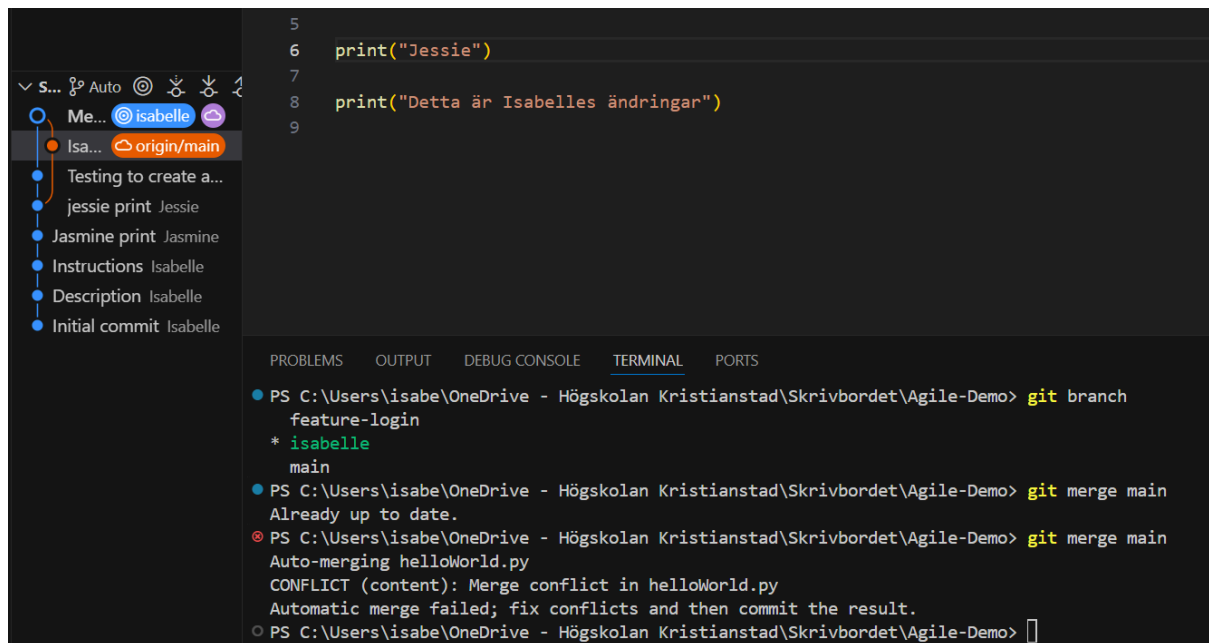 5
6 print("Jessie")
7
8 print("Detta är Isabelles ändringar")
9
S... Auto
Me... isabelle
Isa... origin/main
Testing to create a...
jessie print Jessie
Jasmine print Jasmine
Instructions Isabelle
Description Isabelle
Initial commit Isabelle
PROBLEMS OUTPUT DEBUG CONSOLE TERMINAL PORTS
PS C:\Users\isabe\OneDrive - Högskolan Kristianstad\Skrivbordet\Agile-Demo> git branch
feature-login
* isabelle
main
PS C:\Users\isabe\OneDrive - Högskolan Kristianstad\Skrivbordet\Agile-Demo> git merge main
Already up to date.
PS C:\Users\isabe\OneDrive - Högskolan Kristianstad\Skrivbordet\Agile-Demo> git merge main
Auto-merging helloWorld.py
CONFLICT (content): Merge conflict in helloWorld.py
Automatic merge failed; fix conflicts and then commit the result.
PS C:\Users\isabe\OneDrive - Högskolan Kristianstad\Skrivbordet\Agile-Demo>